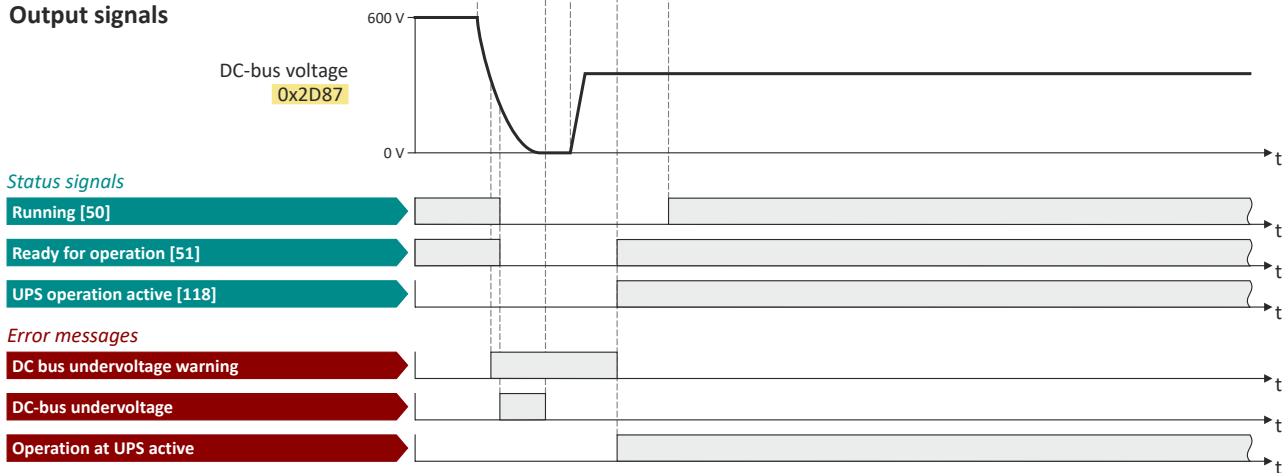 Output signals
600 V
DC-bus voltage
0x2D87
0 V
t
Status signals
Running [50]
t
Ready for operation [51]
t
UPS operation active [118]
t
Error messages
DC bus undervoltage warning
t
DC-bus undervoltage
t
Operation at UPS active
t